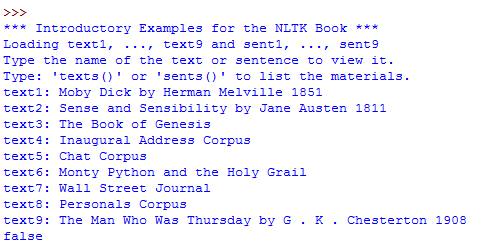 >>>
*** Introductory Examples for the NLTK Book ***
Loading text1, ..., text9 and sent1, ..., sent9
Type the name of the text or sentence to view it.
Type: 'texts()' or 'sents()' to list the materials.
text1: Moby Dick by Herman Melville 1851
text2: Sense and Sensibility by Jane Austen 1811
text3: The Book of Genesis
text4: Inaugural Address Corpus
text5: Chat Corpus
text6: Monty Python and the Holy Grail
text7: Wall Street Journal
text8: Personals Corpus
text9: The Man Who Was Thursday by G . K . Chesterton 1908
false